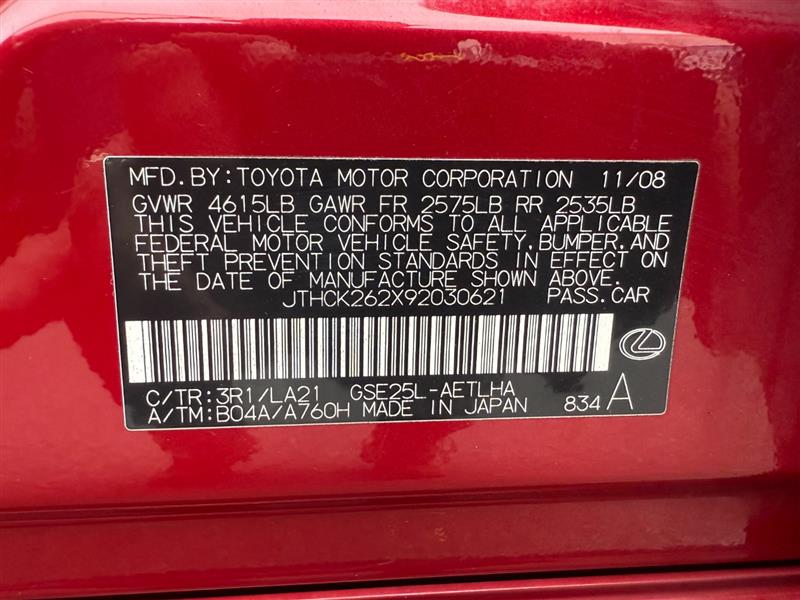 MFD.BY:TOYOTA MOTOR CORPORATION 11/08
GVWR 4615LB GAWR FR 2575LB RR 2535LB
THIS VEHICLE CONFORMS TO ALL APPLICABLE
FEDERAL MOTOR VEHICLE SAFETY,BUMPER,AND
THEFT PREVENTION STANDARDS IN EFFECT ON
THE DATE OF MANUFACTURE SHOWN ABOVE.
JTHCK262X92030621 PASS.CAR
C/TR:3R1/LA21 GSE25L-AETLHA
A/TM:B04A/A760H MADE IN JAPAN 834 A